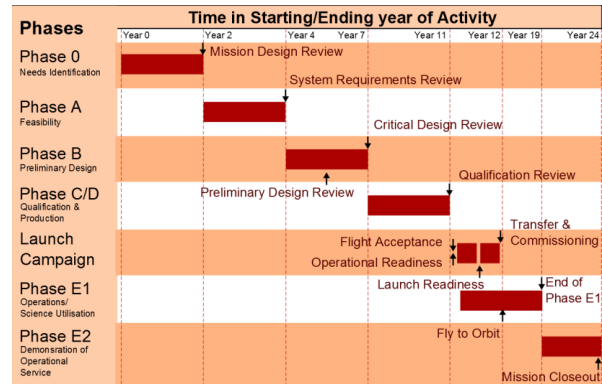 Phases
Time in Starting/Ending year of Activity
Year 0 Year 2 Year 4 Year 7 Year 11 Year 12 Year 19 Year 24
Phase 0
Needs Identification
Mission Design Review
System Requirements Review
Phase A
Feasibility
Critical Design Review
Phase B
Preliminary Design
Preliminary Design Review
Qualification Review
Phase C/D
Qualification &
Production
Transfer &
Commissioning
Launch
Campaign
Flight Acceptance
Operational Readiness
Launch Readiness
End of
Phase E1
Phase E1
Operations/
Science Utilisation
Fly to Orbit
Phase E2
Demonsration of
Operational
Service
Mission Closeout